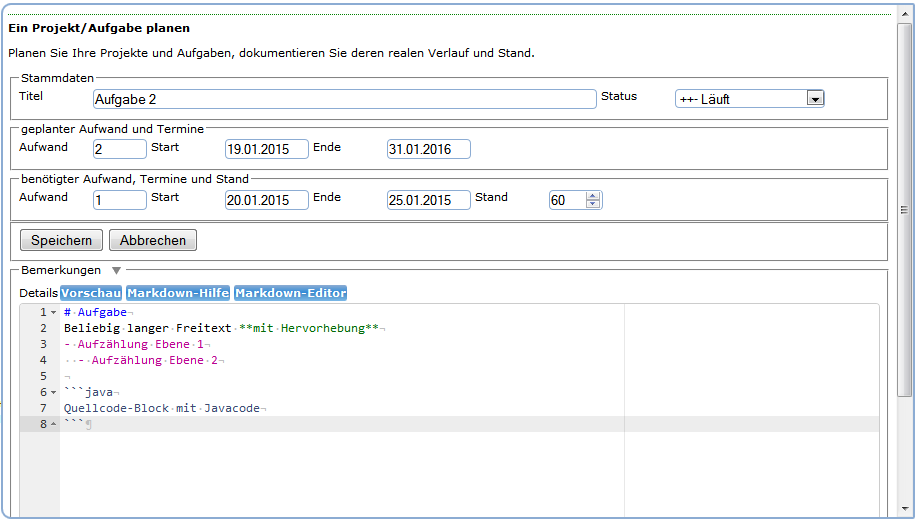 Ein Projekt/Aufgabe planen
Planen Sie Ihre Projekte und Aufgaben, dokumentieren Sie deren realen Verlauf und Stand.
Stammdaten
Titel Aufgabe 2 Status ++- Läuft
geplanter Aufwand und Termine
Aufwand 2 Start 19.01.2015 Ende 31.01.2016
benötigter Aufwand, Termine und Stand
Aufwand 1 Start 20.01.2015 Ende 25.01.2015 Stand 60
Speichern Abbrechen
Bemerkungen
Details Vorschau Markdown-Hilfe Markdown-Editor
1 # Aufgabe
2 Beliebig langer Freitext **mit Hervorhebung**
3 - Aufzählung Ebene 1
4 - Aufzählung Ebene 2
5
6 ```java
7 Quellcode-Block mit Javacode
8 ```